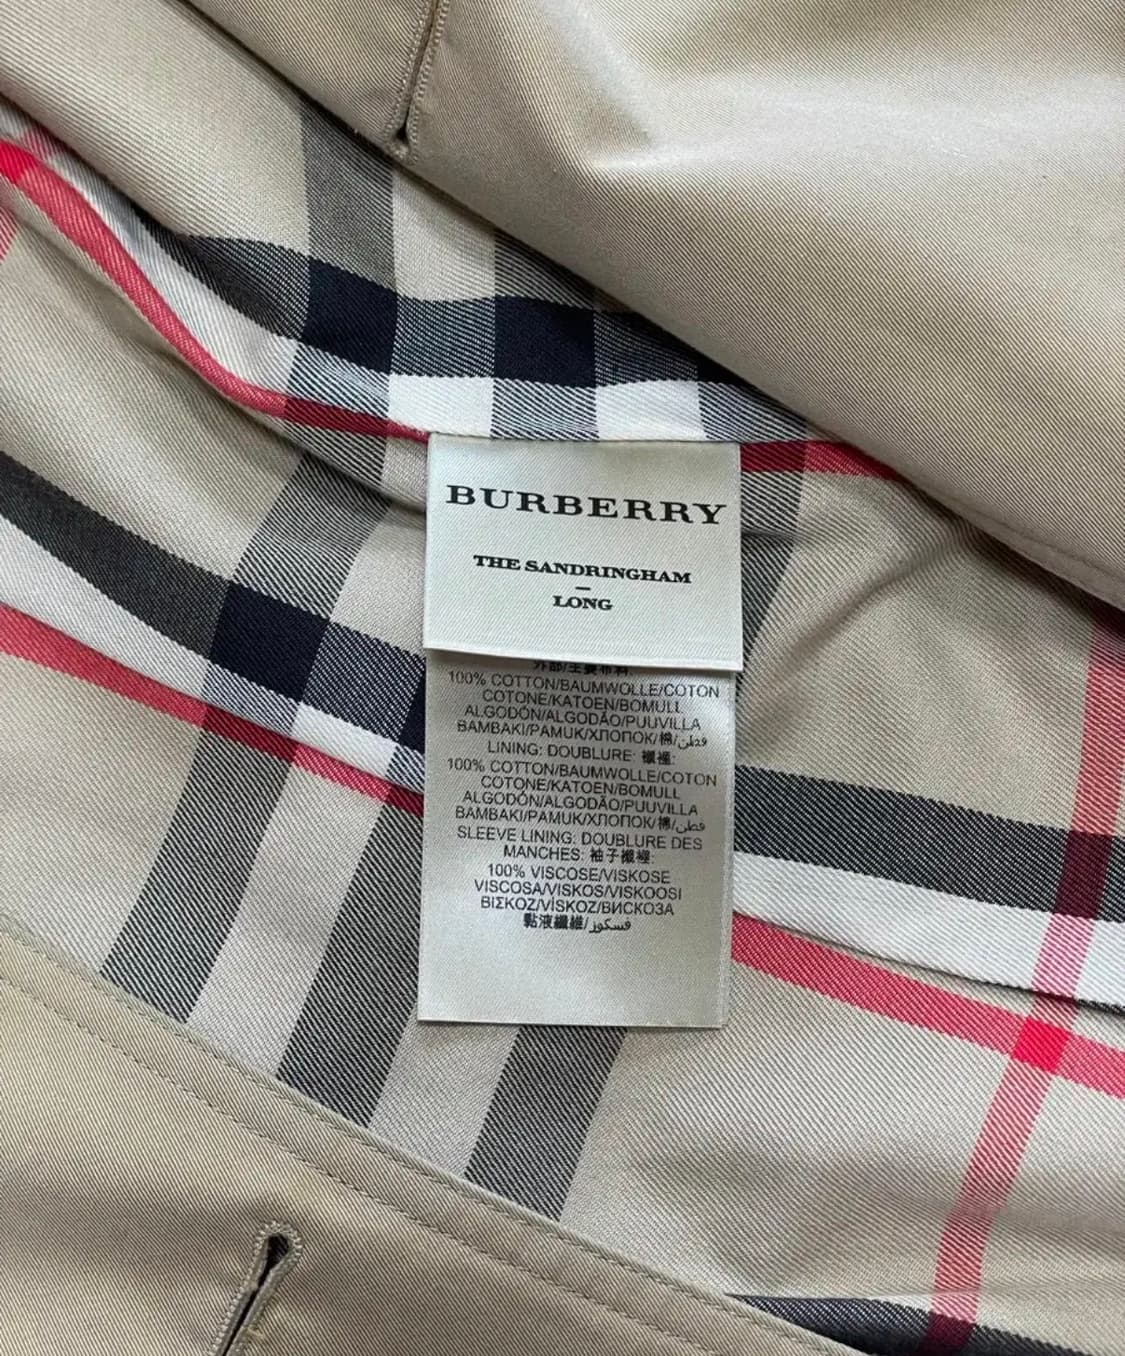 BURBERRY
THE SANDRINGHAM
–
LONG
外部/主要布料:
100% COTTON/BAUMWOLLE/COTON
COTONE/KATOEN/BOMULL
ALGODÓN/ALGODÃO/PUUVILLA
BAMBAKI/PAMUK/ХЛОПОК/棉/قطن
LINING: DOUBLURE: 襯裡:
100% COTTON/BAUMWOLLE/COTON
COTONE/KATOEN/BOMULL
ALGODÓN/ALGODÃO/PUUVILLA
BAMBAKI/PAMUK/ХЛОПОК/棉/قطن
SLEEVE LINING: DOUBLURE DES
MANCHES: 袖子襯裡:
100% VISCOSE/VISKOSE
VISCOSA/VISKOS/VISKOOSI
ΒΙΣΚΟΖ/VİSKOZ/ВИСКОЗА
黏液纖維/فسكوز